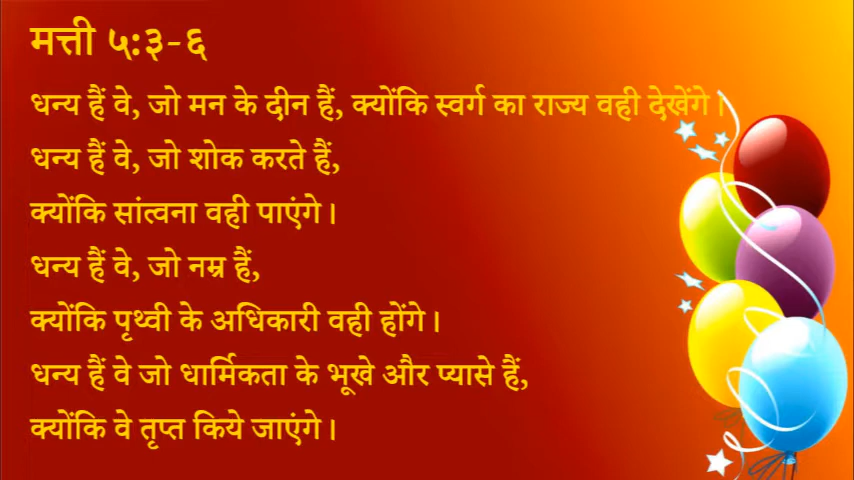 मत्ती ५:३-६
धन्य हैं वे, जो मन के दीन हैं, क्योंकि स्वर्ग का राज्य वही देखेंगे।
धन्य हैं वे, जो शोक करते हैं,
क्योंकि सांत्वना वही पाएंगे।
धन्य हैं वे, जो नम्र हैं,
क्योंकि पृथ्वी के अधिकारी वही होंगे।
धन्य हैं वे जो धार्मिकता के भूखे और प्यासे हैं,
क्योंकि वे तृप्त किये जाएंगे।